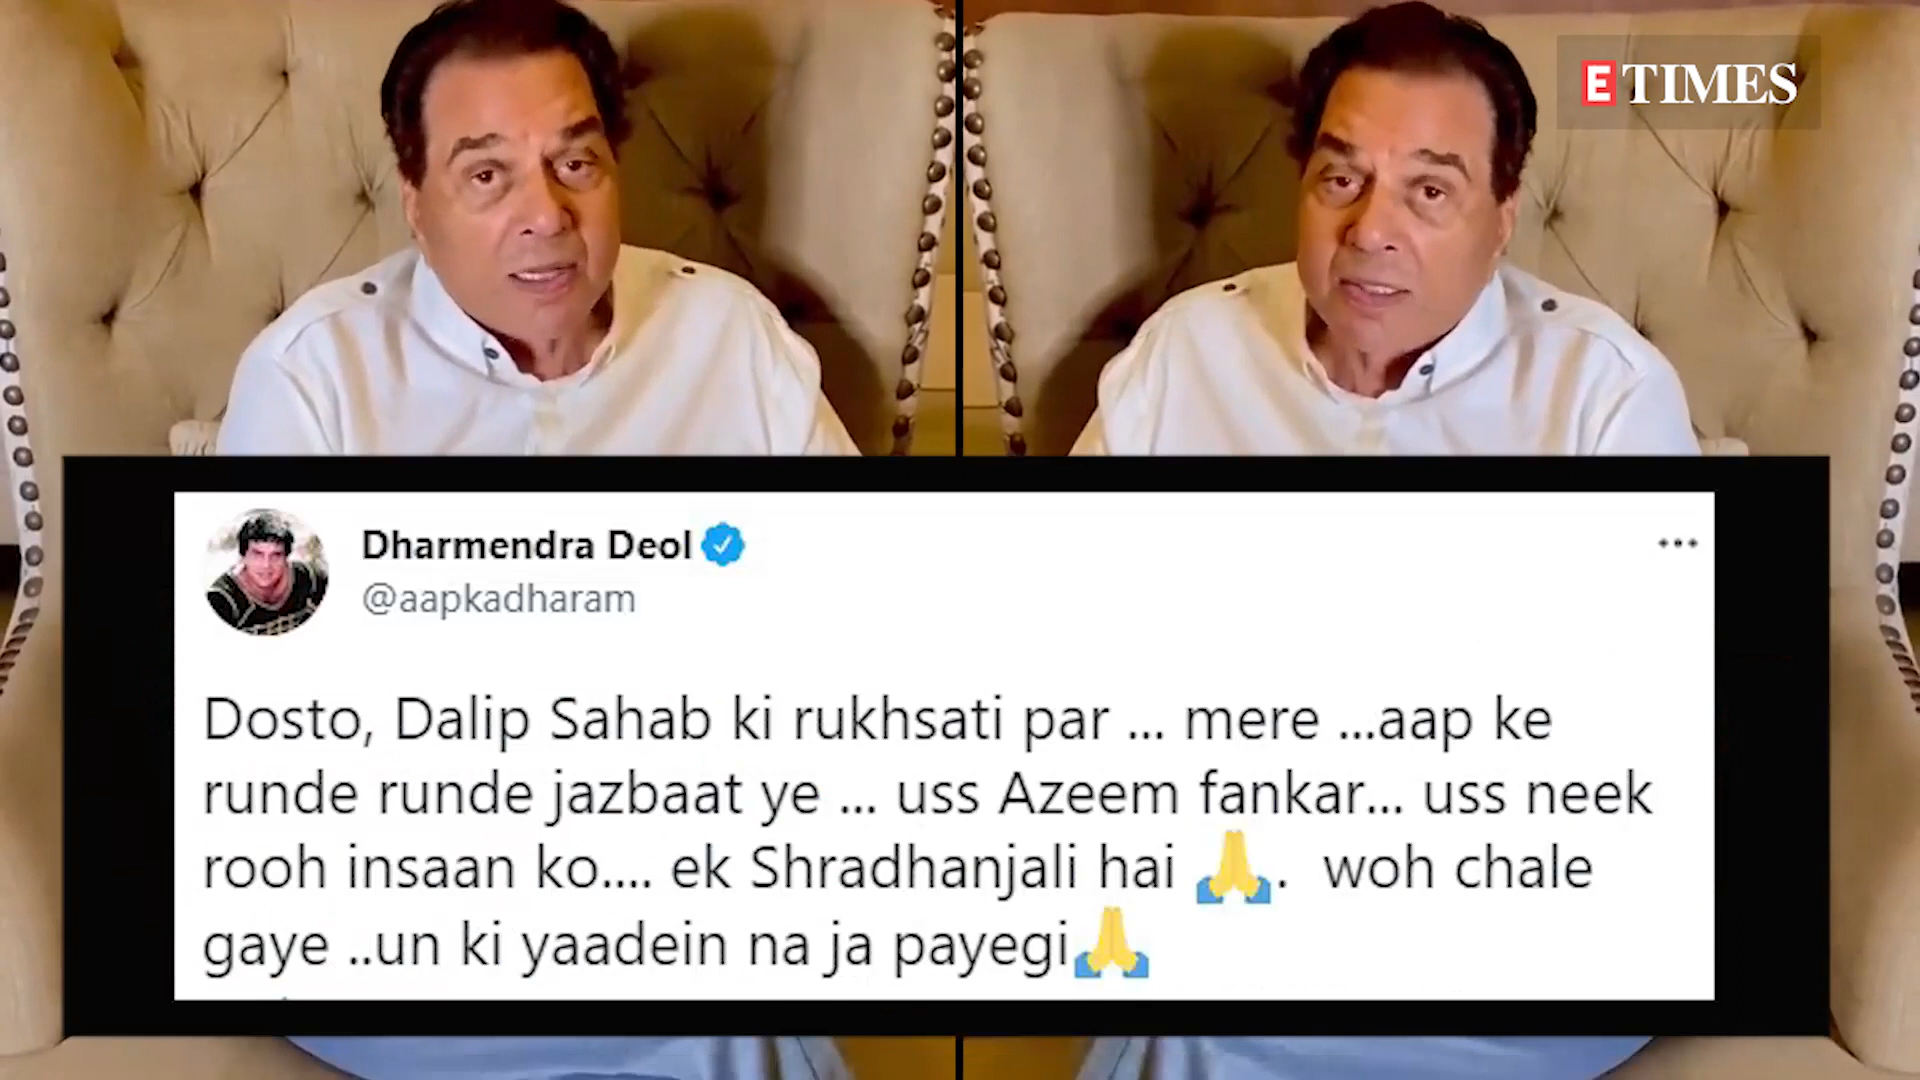 ETIMES
Dharmendra Deol
@aapkadharam
Dosto, Dalip Sahab ki rukhsati par ... mere ...aap ke
runde runde jazbaat ye ... uss Azeem fankar... uss neek
rooh insaan ko.... ek Shradhanjali hai 🙏. woh chale
gaye ..un ki yaadein na ja payegi🙏